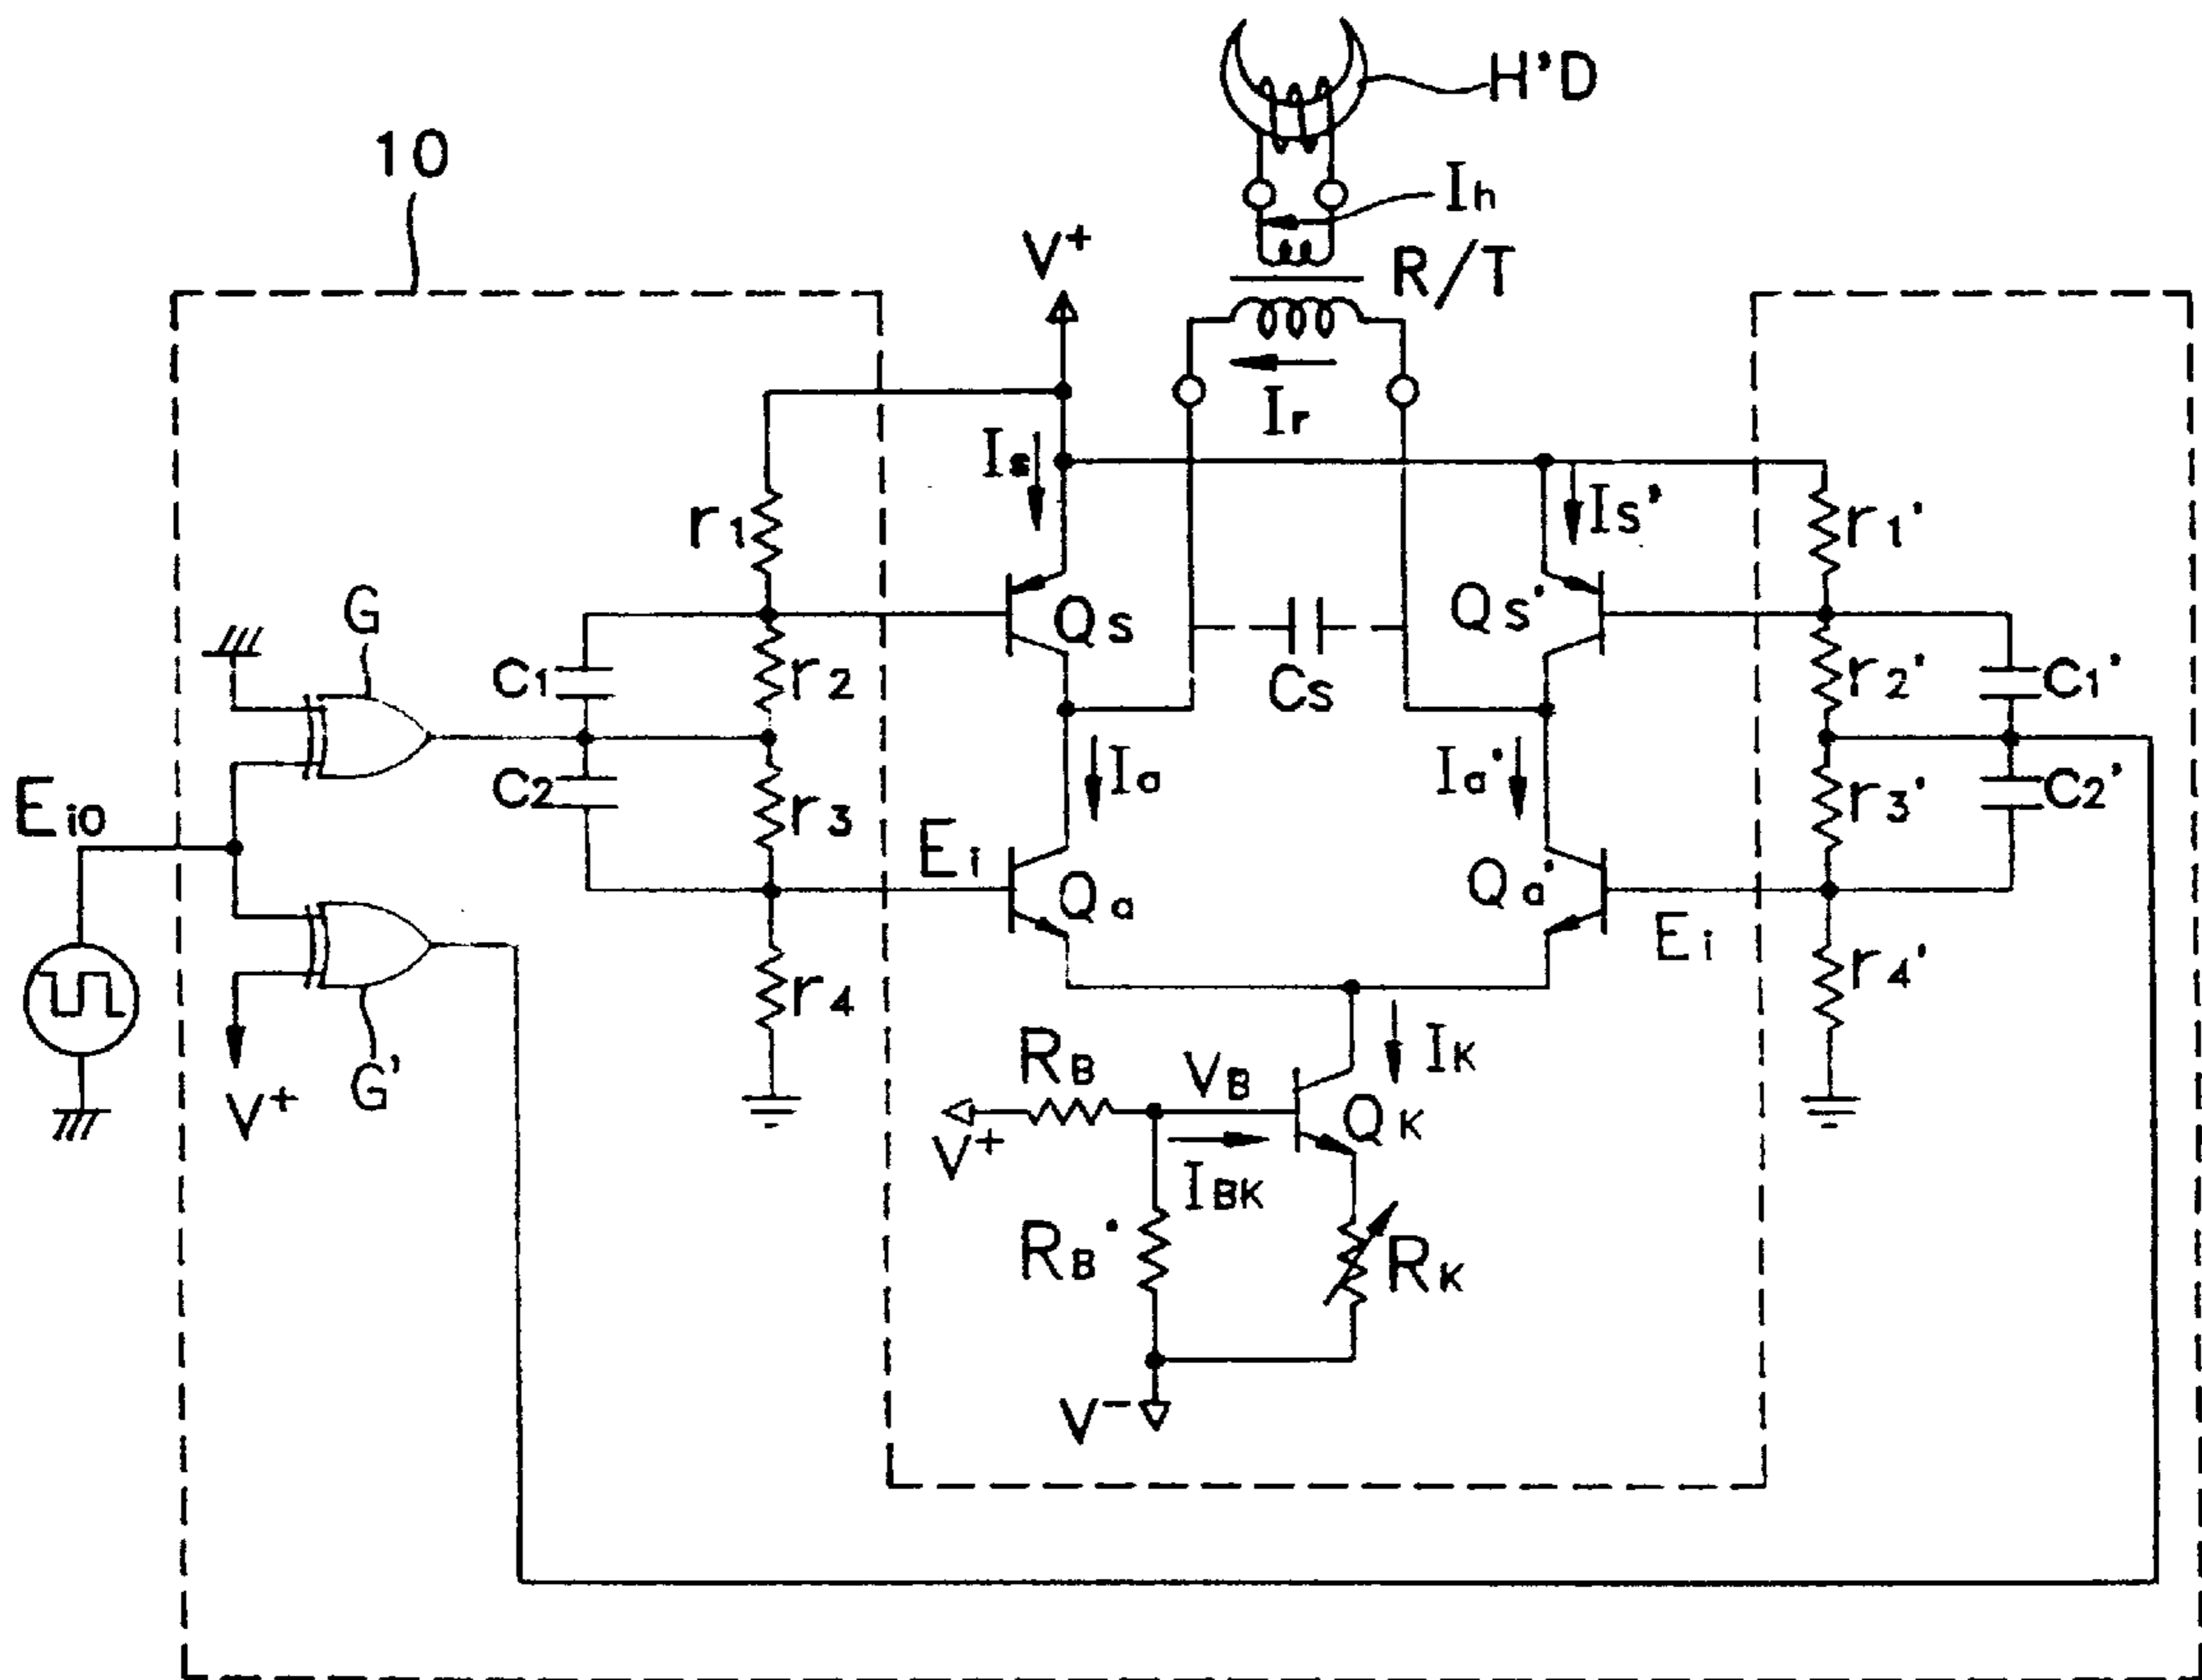 H'D
10
Ih
V+
R/T
Ir
Is
Is'
r1
r1'
G
Qs
Qs'
C1
r2
Cs
r2'
C1'
Eio
C2
r3
Ia
Ia'
r3'
C2'
Ei
Qa
Qa'
Ei
r4
r4'
V+
G'
RB
VB
IK
QK
V+
IBK
RB'
RK
V-